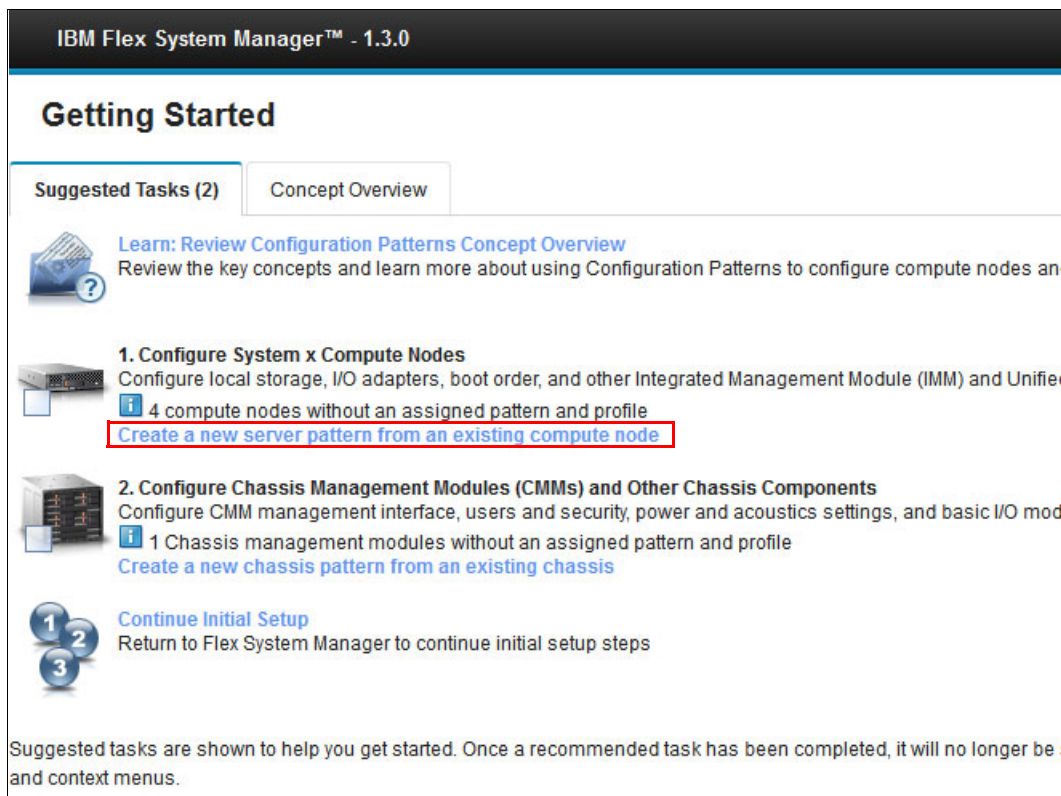 IBM Flex System Manager™ - 1.3.0
Getting Started
Suggested Tasks (2)
Concept Overview
Learn: Review Configuration Patterns Concept Overview
Review the key concepts and learn more about using Configuration Patterns to configure compute nodes an
1. Configure System x Compute Nodes
Configure local storage, I/O adapters, boot order, and other Integrated Management Module (IMM) and Unifie
4 compute nodes without an assigned pattern and profile
Create a new server pattern from an existing compute node
2. Configure Chassis Management Modules (CMMs) and Other Chassis Components
Configure CMM management interface, users and security, power and acoustics settings, and basic I/O mod
1 Chassis management modules without an assigned pattern and profile
Create a new chassis pattern from an existing chassis
1
2
3
Continue Initial Setup
Return to Flex System Manager to continue initial setup steps
Suggested tasks are shown to help you get started. Once a recommended task has been completed, it will no longer be
and context menus.